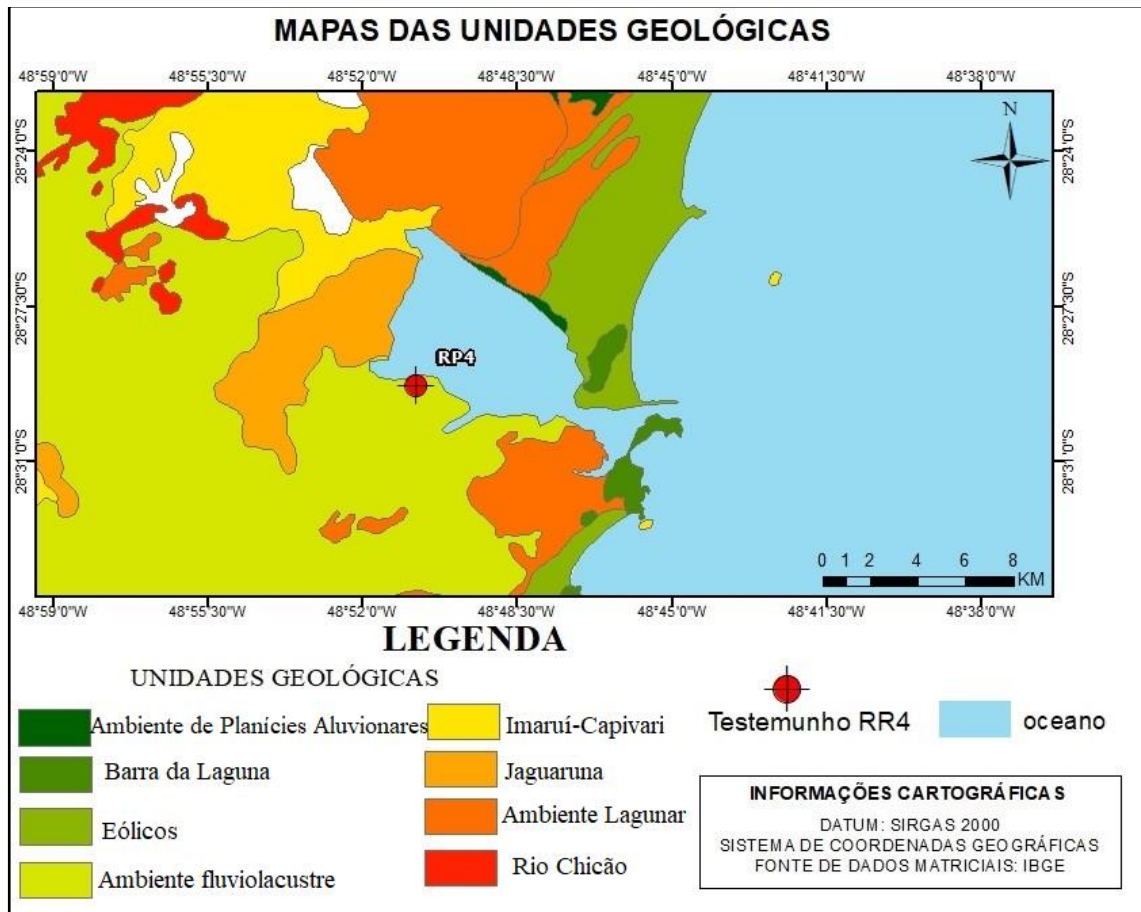 MAPAS DAS UNIDADES GEOLÓGICAS
48°59'0"W 48°55'30"W 48°52'0"W 48°48'30"W 48°45'0"W 48°41'30"W 48°38'0"W
N
28°24'0"S 28°24'0"S
28°27'30"S 28°27'30"S
RP4
28°31'0"S 28°31'0"S
0 1 2 4 6 8
KM
48°59'0"W 48°55'30"W 48°52'0"W 48°48'30"W 48°45'0"W 48°41'30"W 48°38'0"W
LEGENDA
UNIDADES GEOLÓGICAS
Ambiente de Planícies Aluvionares
Barra da Laguna
Eólicos
Ambiente fluviolacustre
Imaruí-Capivari
Jaguaruna
Ambiente Lagunar
Rio Chicão
Testemunho RR4
oceano
INFORMAÇÕES CARTOGRÁFICAS
DATUM: SIRGAS 2000
SISTEMA DE COORDENADAS GEOGRÁFICAS
FONTE DE DADOS MATRICIAIS: IBGE